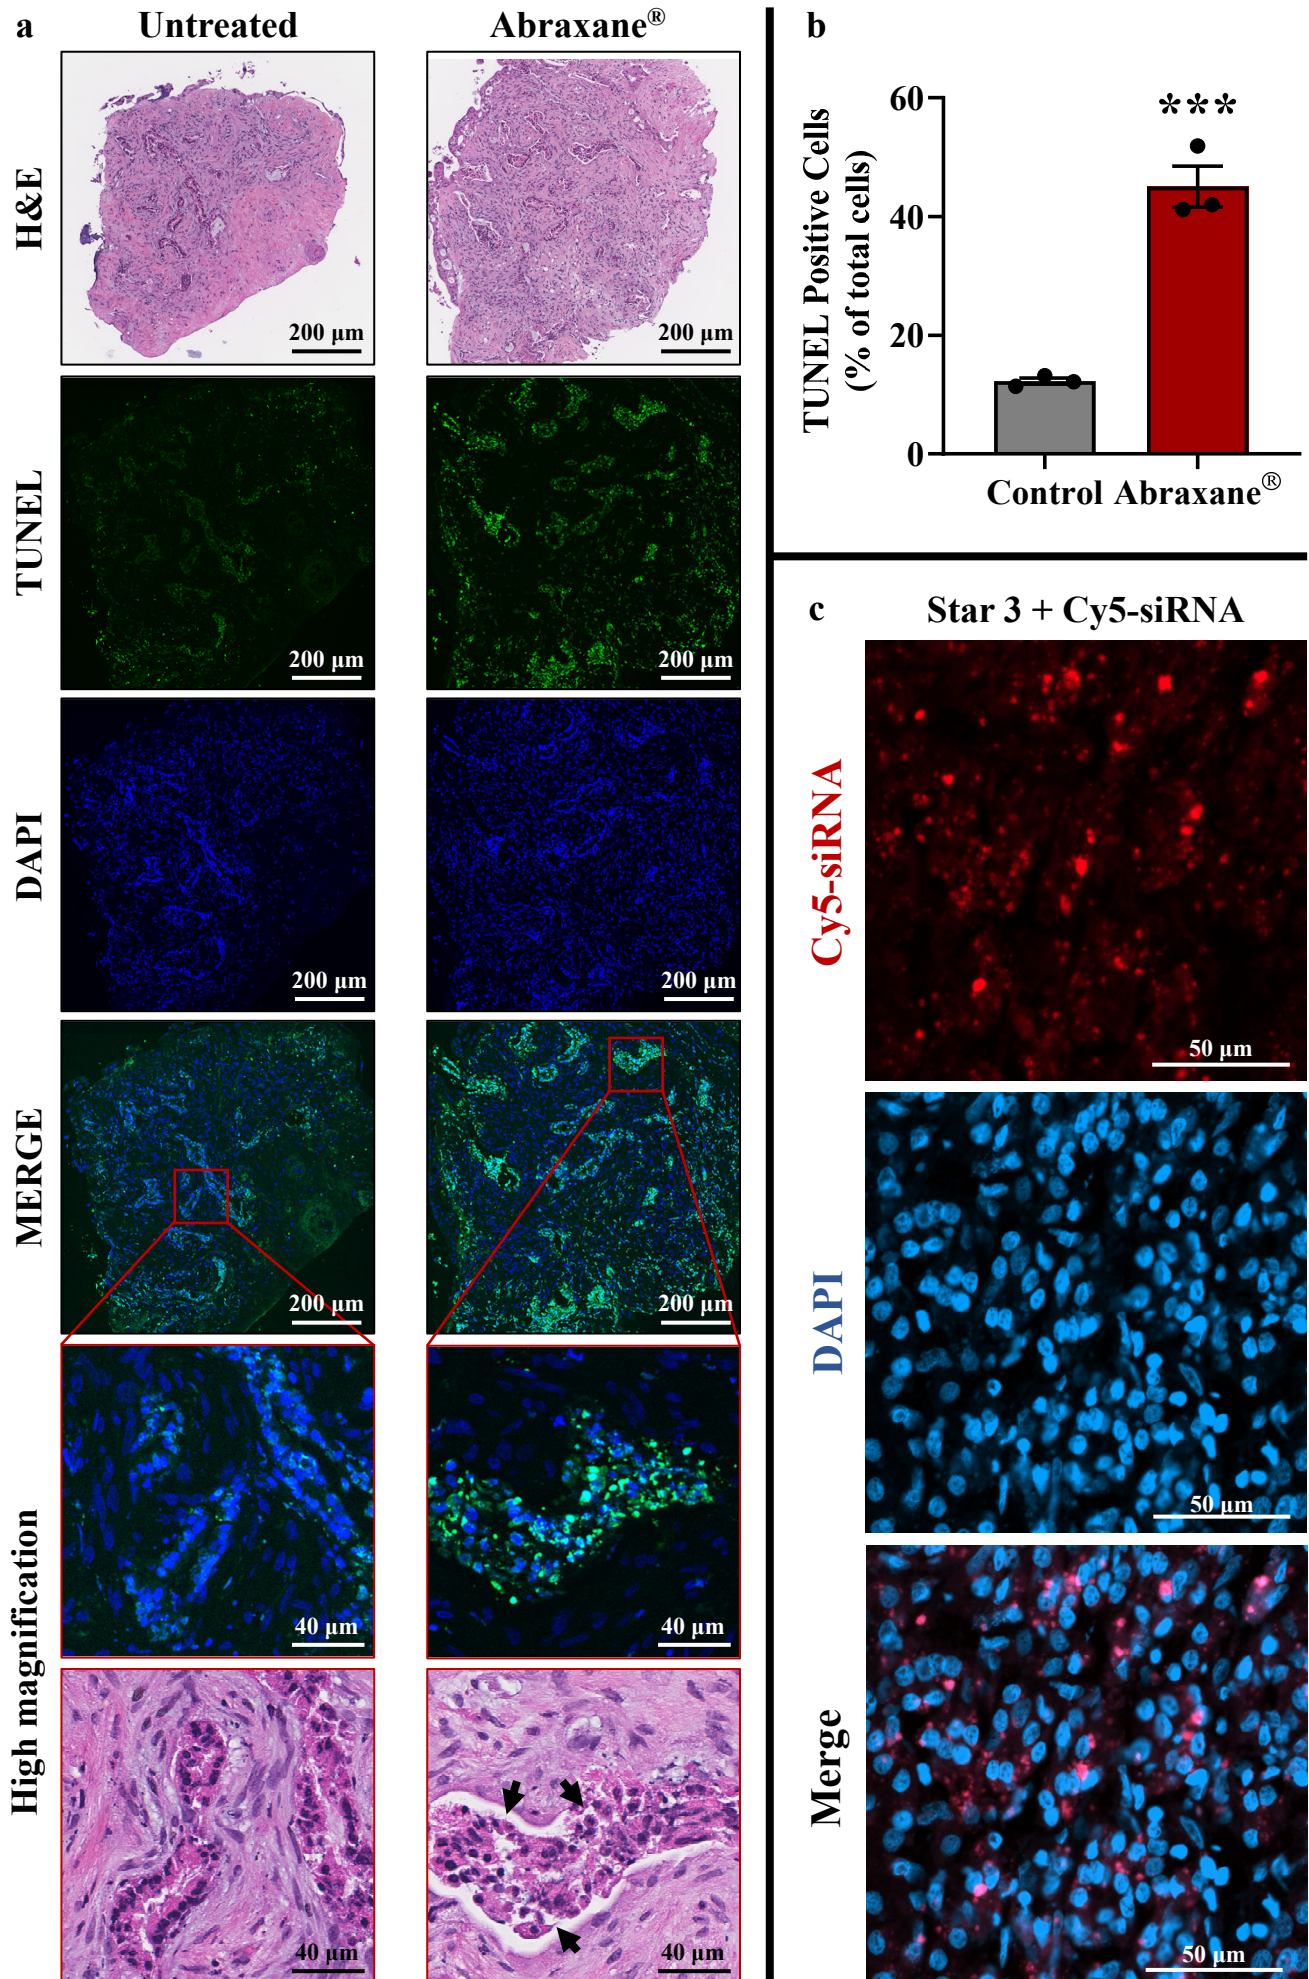 a
Untreated
Abraxane®
H&E
200 µm
200 µm
TUNEL
200 µm
200 µm
DAPI
200 µm
200 µm
MERGE
200 µm
200 µm
High magnification
40 µm
40 µm
40 µm
40 µm
b
TUNEL Positive Cells
(% of total cells)
60
40
20
0
***
Control Abraxane®
c
Star 3 + Cy5-siRNA
Cy5-siRNA
50 µm
DAPI
50 µm
Merge
50 µm